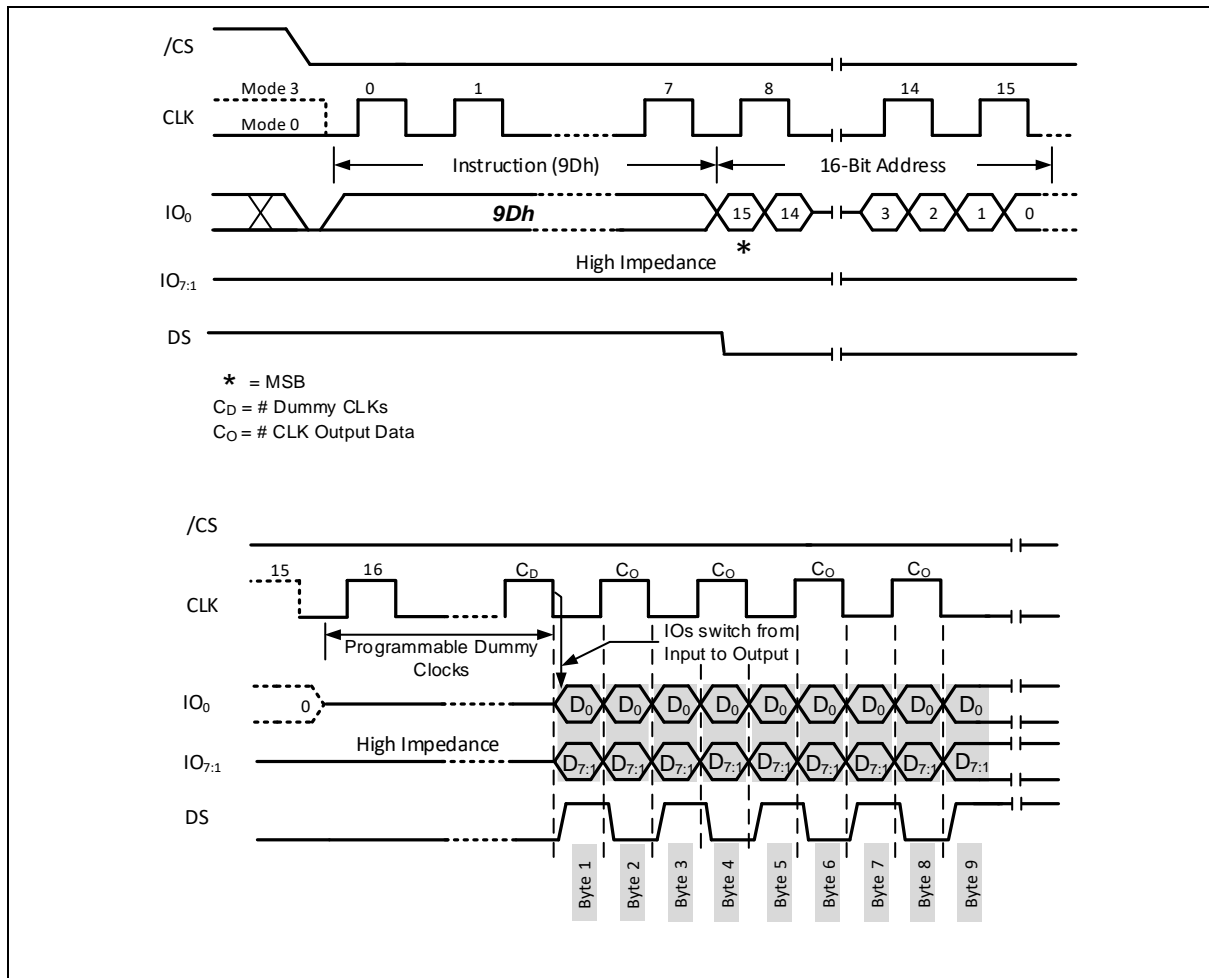 /CS
Mode 3
0
1
7
8
14
15
CLK
Mode 0
Instruction (9Dh)
16-Bit Address
IO0
9Dh
15
14
3
2
1
0
*
High Impedance
IO7:1
DS
* = MSB
CD = # Dummy CLKs
CO = # CLK Output Data
/CS
15
16
CD
CO
CO
CO
CO
CLK
Programmable Dummy
Clocks
IOs switch from
Input to Output
IO0
0
D0 D0 D0 D0 D0 D0 D0 D0 D0
High Impedance
IO7:1
D7:1 D7:1 D7:1 D7:1 D7:1 D7:1 D7:1 D7:1 D7:1
DS
Byte 1
Byte 2
Byte 3
Byte 4
Byte 5
Byte 6
Byte 7
Byte 8
Byte 9